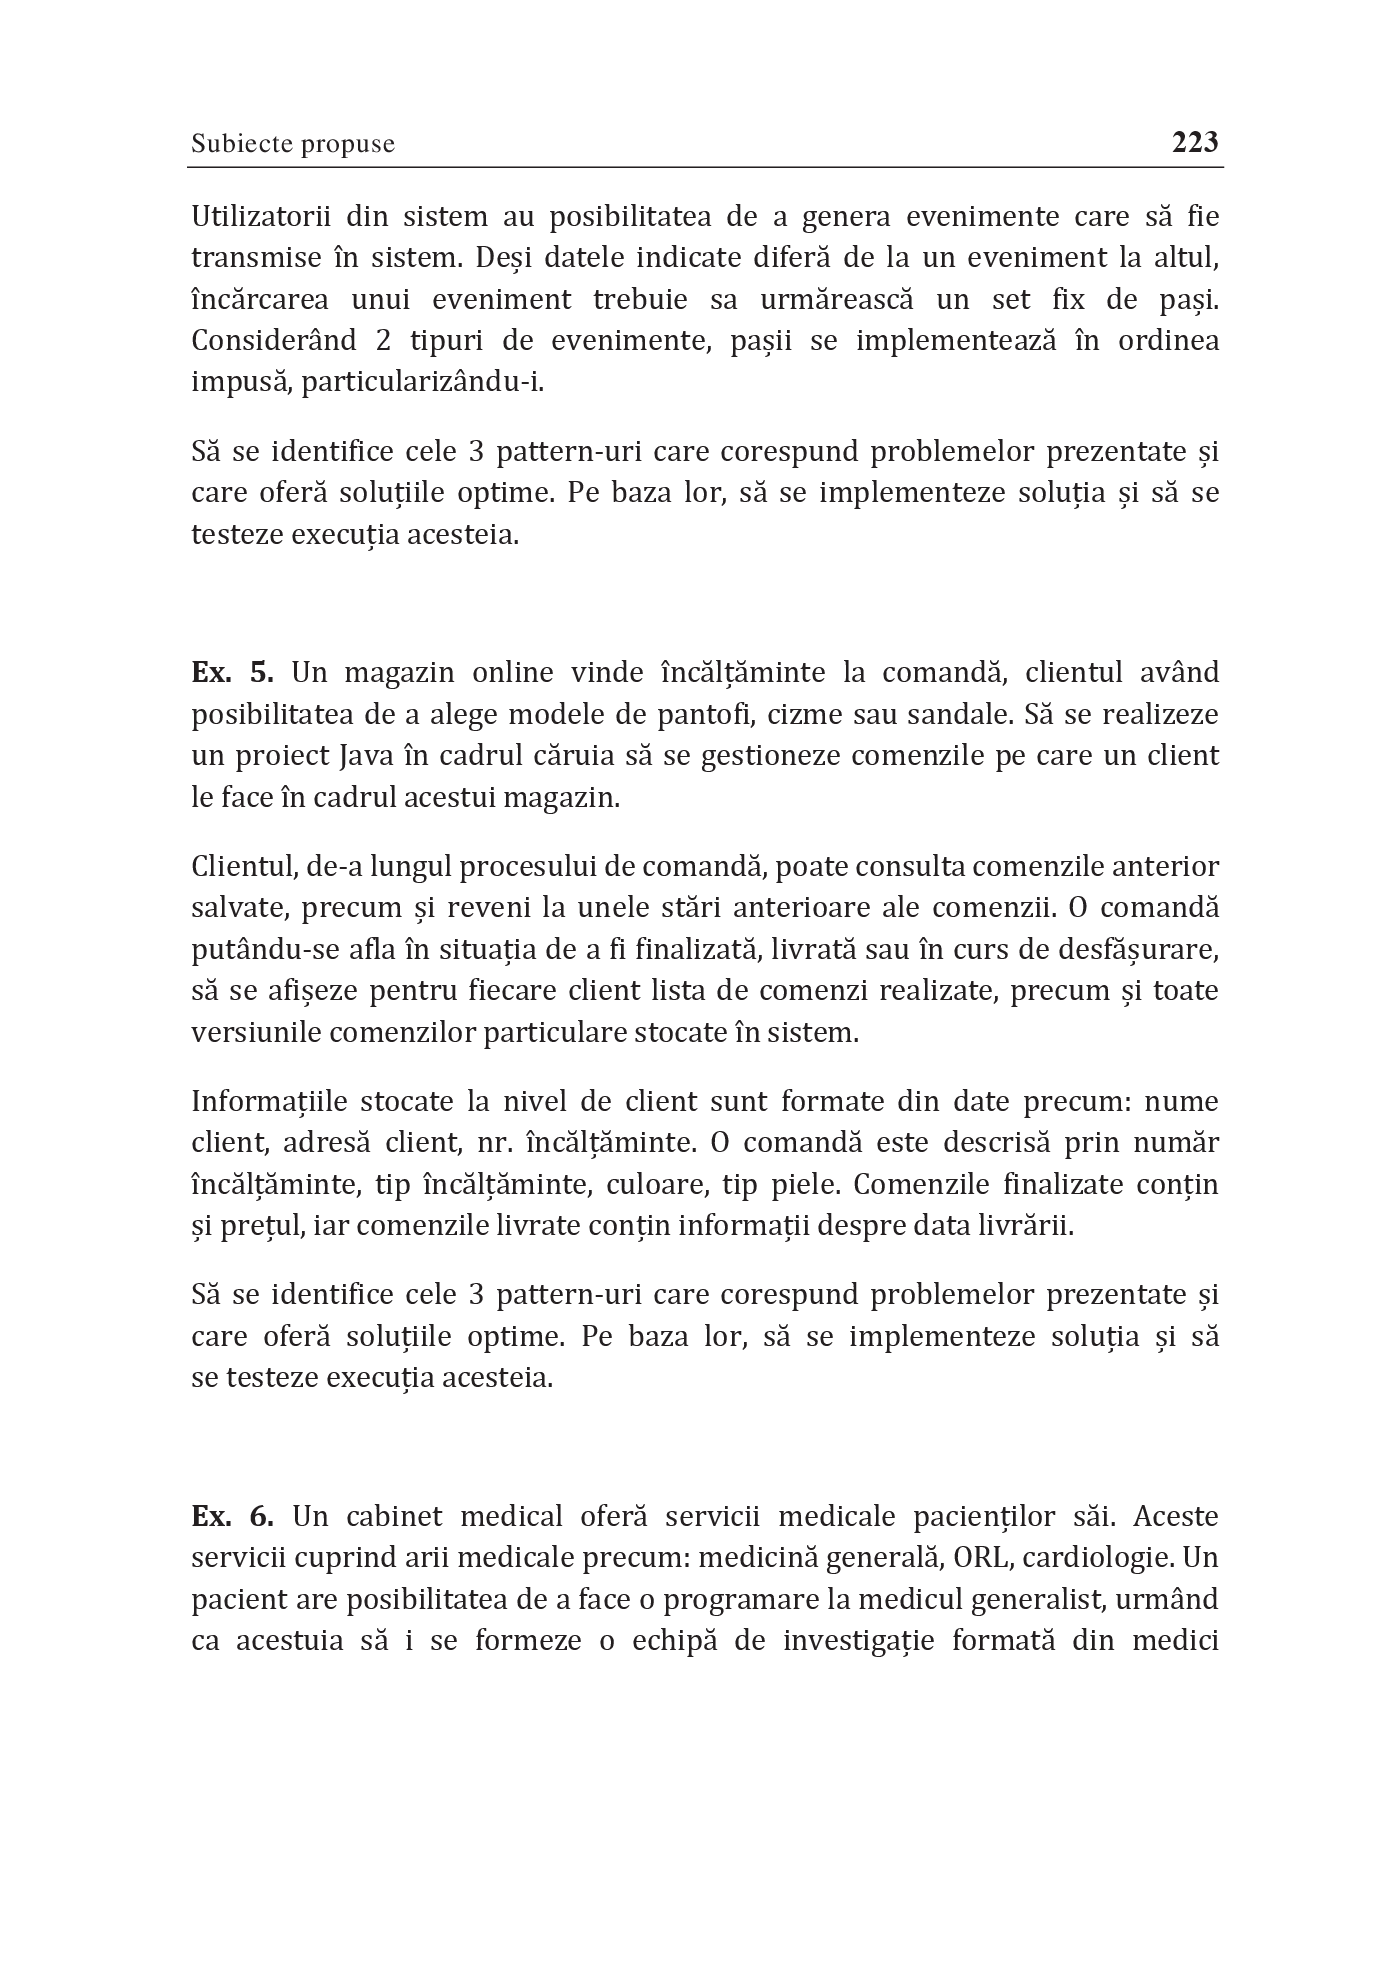 Subiecte propuse 223
Utilizatorii din sistem au posibilitatea de a genera evenimente care să fie
transmise în sistem. Deși datele indicate diferă de la un eveniment la altul,
încărcarea unui eveniment trebuie sa urmărească un set fix de pași.
Considerând 2 tipuri de evenimente, pașii se implementează în ordinea
impusă, particularizându-i.
Să se identifice cele 3 pattern-uri care corespund problemelor prezentate și
care oferă soluțiile optime. Pe baza lor, să se implementeze soluția și să se
testeze execuția acesteia.
Ex. 5. Un magazin online vinde încălțăminte la comandă, clientul având
posibilitatea de a alege modele de pantofi, cizme sau sandale. Să se realizeze
un proiect Java în cadrul căruia să se gestioneze comenzile pe care un client
le face în cadrul acestui magazin.
Clientul, de-a lungul procesului de comandă, poate consulta comenzile anterior
salvate, precum și reveni la unele stări anterioare ale comenzii. O comandă
putându-se afla în situația de a fi finalizată, livrată sau în curs de desfășurare,
să se afișeze pentru fiecare client lista de comenzi realizate, precum și toate
versiunile comenzilor particulare stocate în sistem.
Informațiile stocate la nivel de client sunt formate din date precum: nume
client, adresă client, nr. încălțăminte. O comandă este descrisă prin număr
încălțăminte, tip încălțăminte, culoare, tip piele. Comenzile finalizate conțin
și prețul, iar comenzile livrate conțin informații despre data livrării.
Să se identifice cele 3 pattern-uri care corespund problemelor prezentate și
care oferă soluțiile optime. Pe baza lor, să se implementeze soluția și să
se testeze execuția acesteia.
Ex. 6. Un cabinet medical oferă servicii medicale pacienților săi. Aceste
servicii cuprind arii medicale precum: medicină generală, ORL, cardiologie. Un
pacient are posibilitatea de a face o programare la medicul generalist, urmând
ca acestuia să i se formeze o echipă de investigație formată din medici